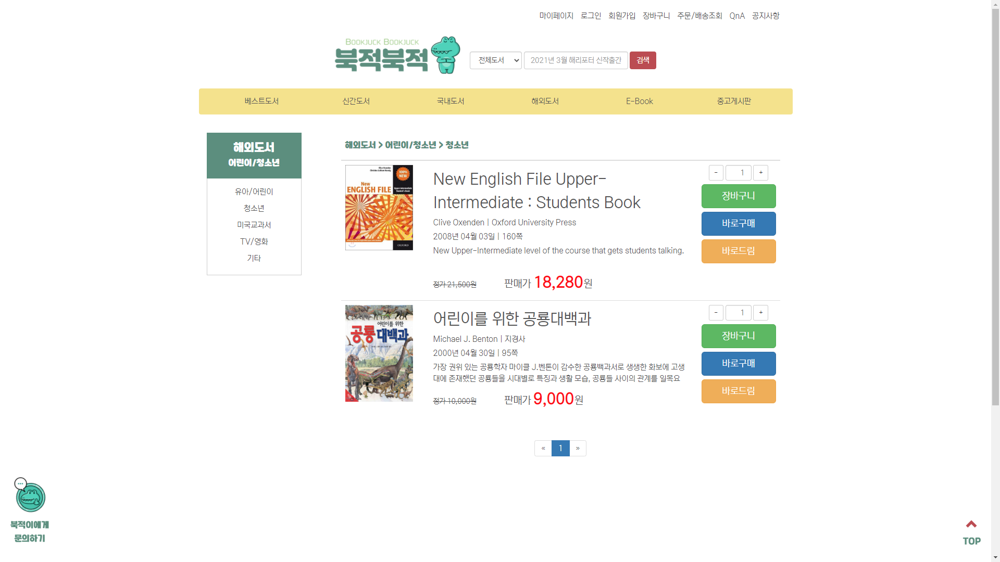 마이페이지 로그인 회원가입 장바구니 주문/배송조회 QnA 공지사항
BOOKJUCK BOOKJUCK
북적북적
전체도서
2021년 3월 해리포터 신작출간
검색
베스트도서 신간도서 국내도서 해외도서 E-Book 중고게시판
해외도서
어린이/청소년
유아/어린이
청소년
미국교과서
TV/영화
기타
해외도서 > 어린이/청소년 > 청소년
100% NEW
New
ENGLISH FILE
Upper-intermediate
Student's Book
OXFORD
New English File Upper-
Intermediate : Students Book
Clive Oxenden | Oxford University Press
2008년 04월 03일 | 160쪽
New Upper-Intermediate level of the course that gets students talking.
정가 21,500원 판매가 18,280원
- 1 +
장바구니
바로구매
바로드림
어린이를 위한
공룡 대백과
어린이를 위한 공룡대백과
Michael J. Benton | 지경사
2000년 04월 30일 | 95쪽
가장 권위 있는 공룡학자 마이클 J.벤톤이 감수한 공룡백과서로 생생한 화보에 고생
대에 존재했던 공룡들을 시대별로 특징과 생활 모습, 공룡들 사이의 관계를 일목요
정가 10,000원 판매가 9,000원
- 1 +
장바구니
바로구매
바로드림
« 1 »
북적이에게
문의하기
TOP